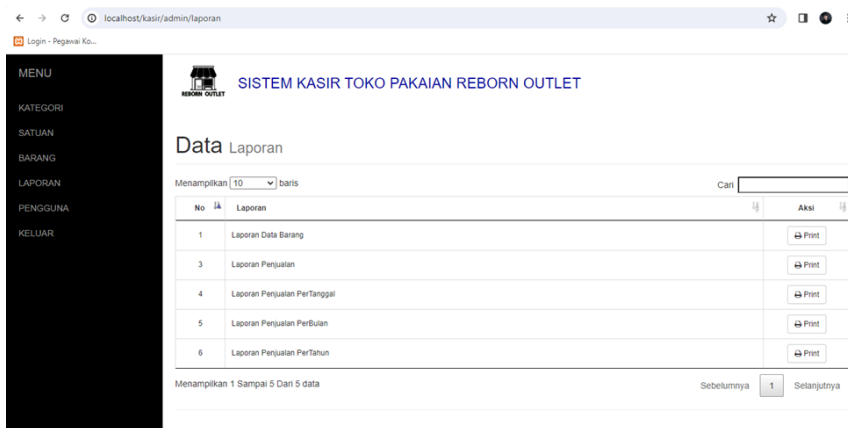 localhost/kasir/admin/laporan
Login - Pegawai Ko...
MENU
KATEGORI
SATUAN
BARANG
LAPORAN
PENGGUNA
KELUAR
REBORN OUTLET
SISTEM KASIR TOKO PAKAIAN REBORN OUTLET
Data Laporan
Menampilkan 10 baris Cari
No Laporan Aksi
1 Laporan Data Barang Print
3 Laporan Penjualan Print
4 Laporan Penjualan PerTanggal Print
5 Laporan Penjualan PerBulan Print
6 Laporan Penjualan PerTahun Print
Menampilkan 1 Sampai 5 Dari 5 data Sebelumnya 1 Selanjutnya